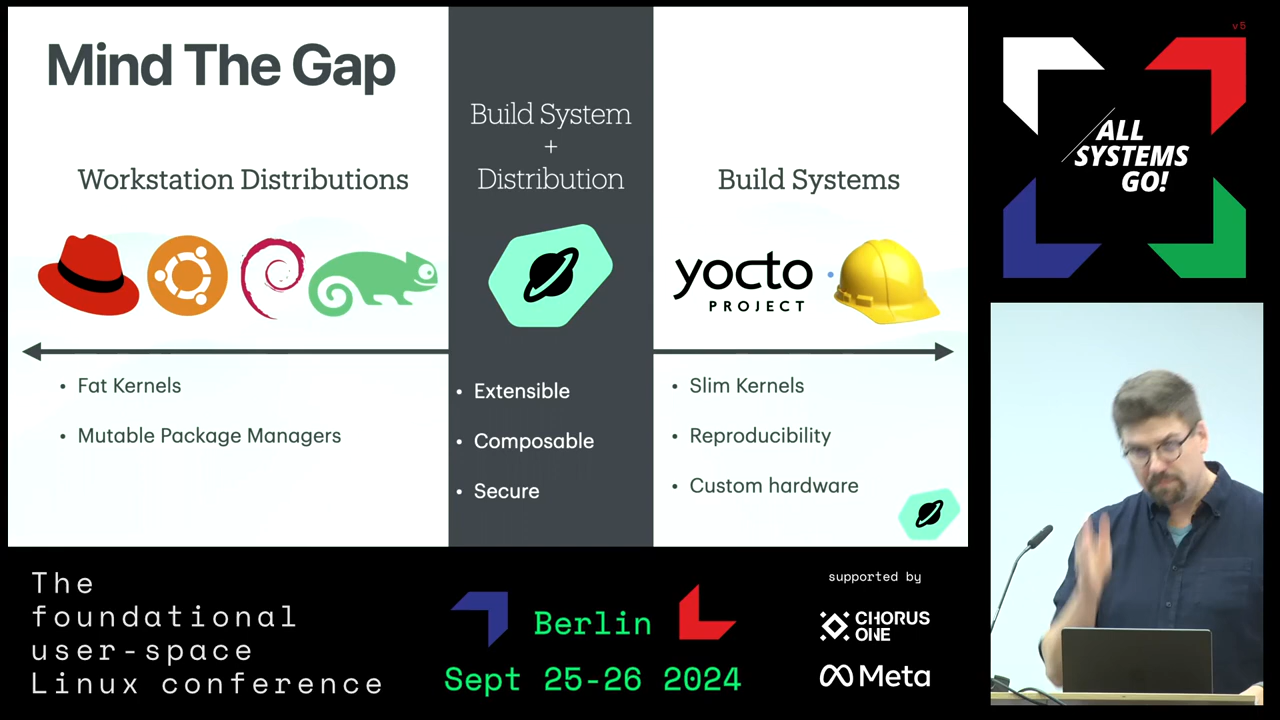 Mind The Gap
Workstation Distributions
• Fat Kernels
• Mutable Package Managers
Build System
+
Distribution
• Extensible
• Composable
• Secure
Build Systems
yocto
PROJECT
• Slim Kernels
• Reproducibility
• Custom hardware
v5
ALL
SYSTEMS
GO!
The
foundational
user-space
Linux conference
Berlin
Sept 25-26 2024
supported by
CHORUS
ONE
Meta